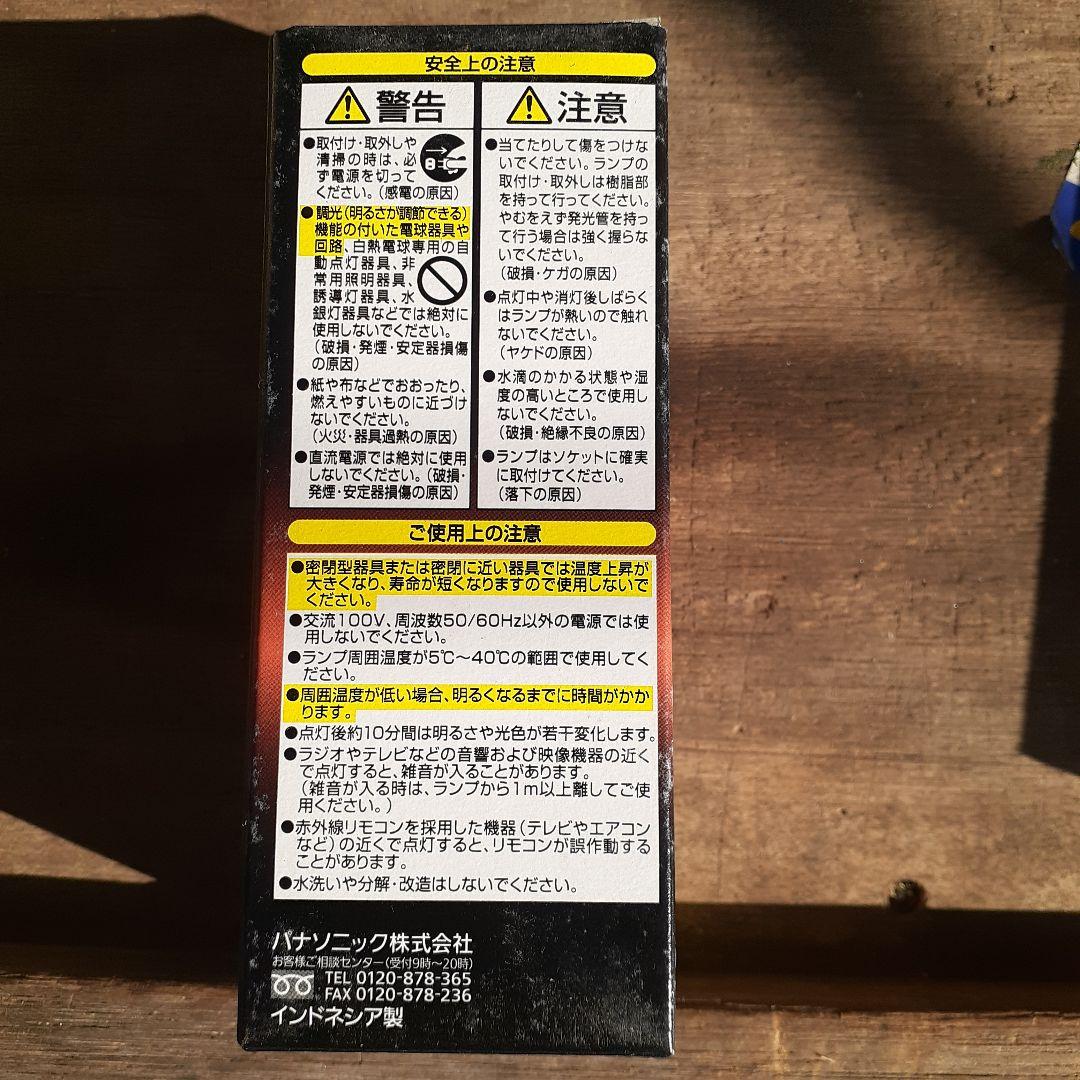 安全上の注意
警告
●取付け・取外しや
清掃の時は、必
ず電源を切って
ください。（感電の原因）
●調光（明るさが調節できる）
機能の付いた電球器具や
回路、白熱電球専用の自
動点灯器具、非
常用照明器具、
誘導灯器具、水
銀灯器具などでは絶対に
使用しないでください。
（破損・発煙・安定器損傷
の原因）
●紙や布などでおおったり、
燃えやすいものに近づけ
ないでください。
（火災・器具過熱の原因）
●直流電源では絶対に使用
しないでください。（破損・
発煙・安定器損傷の原因）
注意
●当てたりして傷をつけな
いでください。ランプの
取付け・取外しは樹脂部
を持って行ってください。
やむをえず発光管を持っ
て行う場合は強く握らな
いでください。
（破損・ケガの原因）
●点灯中や消灯後しばらく
はランプが熱いので触れ
ないでください。
（ヤケドの原因）
●水滴のかかる状態や湿
度の高いところで使用し
ないでください。
（破損・絶縁不良の原因）
●ランプはソケットに確実
に取付けてください。
（落下の原因）
ご使用上の注意
●密閉型器具または密閉に近い器具では温度上昇が
大きくなり、寿命が短くなりますので使用しないで
ください。
●交流100V、周波数50/60Hz以外の電源では使
用しないでください。
●ランプ周囲温度が5℃～40℃の範囲で使用してく
ださい。
●周囲温度が低い場合、明るくなるまでに時間がかか
ります。
●点灯後約10分間は明るさや光色が若干変化します。
●ラジオやテレビなどの音響および映像機器の近く
で点灯すると、雑音が入ることがあります。
（雑音が入る時は、ランプから1m以上離してご使
用ください。）
●赤外線リモコンを採用した機器（テレビやエアコン
など）の近くで点灯すると、リモコンが誤作動する
ことがあります。
●水洗いや分解・改造はしないでください。
パナソニック株式会社
お客様ご相談センター（受付9時～20時）
TEL 0120-878-365
FAX 0120-878-236
インドネシア製